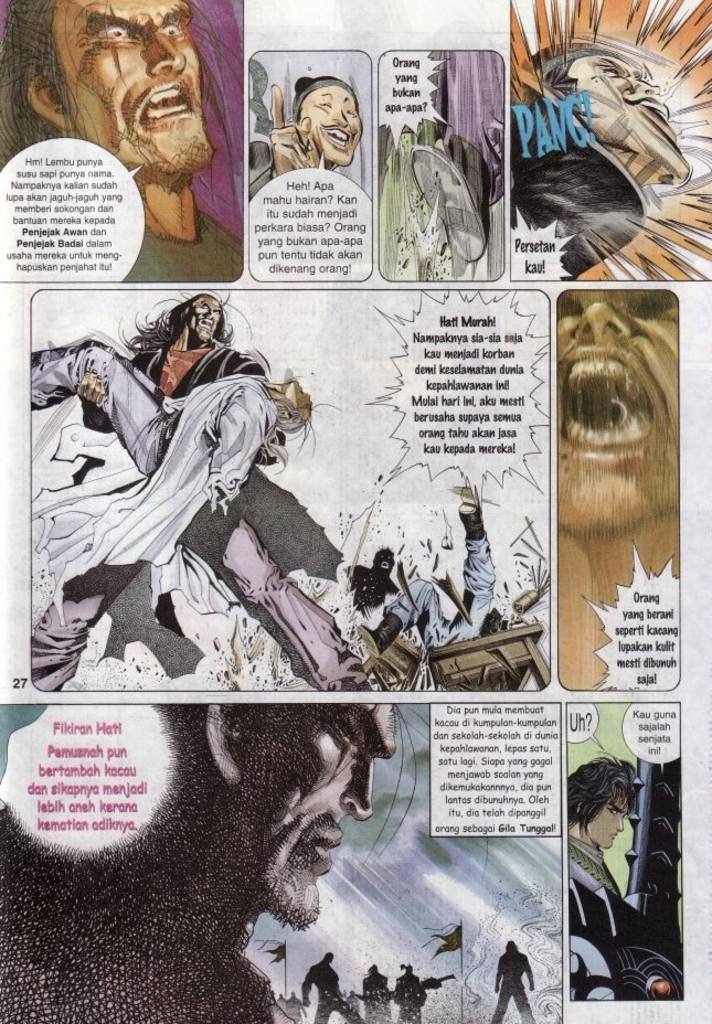 Hm! Lembu punya
susu sapi punya nama.
Nampaknya kalian sudah
lupa akan jaguh-jaguh yang
memberi sokongan dan
bantuan mereka kepada
Penjejak Awan dan
Penjejak Badai dalam
usaha mereka untuk meng-
hapuskan penjahat itu!
Heh! Apa
mahu hairan? Kan
itu sudah menjadi
perkara biasa? Orang
yang bukan apa-apa
pun tentu tidak akan
dikenang orang!
Orang
yang
bukan
apa-apa?
PANG!
Persetan
kau!
Hati Murah!
Nampaknya sia-sia saja
kau menjadi korban
demi keselamatan dunia
kepahlawanan ini!
Mulai hari ini, aku mesti
berusaha supaya semua
orang tahu akan jasa
kau kepada mereka!
Orang
yang berani
seperti kacang
lupakan kulit
mesti dibunuh
saja!
27
Fikiran Hati
Pemusnah pun
bertambah kacau
dan sikapnya menjadi
lebih aneh kerana
kematian adiknya.
Dia pun mula membuat
kacau di kumpulan-kumpulan
dan sekolah-sekolah di dunia
kepahlawanan, lepas satu,
satu lagi. Siapa yang gagal
menjawab soalan yang
dikemukakannnya, dia pun
lantas dibunuhnya. Oleh
itu, dia telah dipanggil
orang sebagai Gila Tunggal!
Uh?
Kau guna
sajalah
senjata
ini!